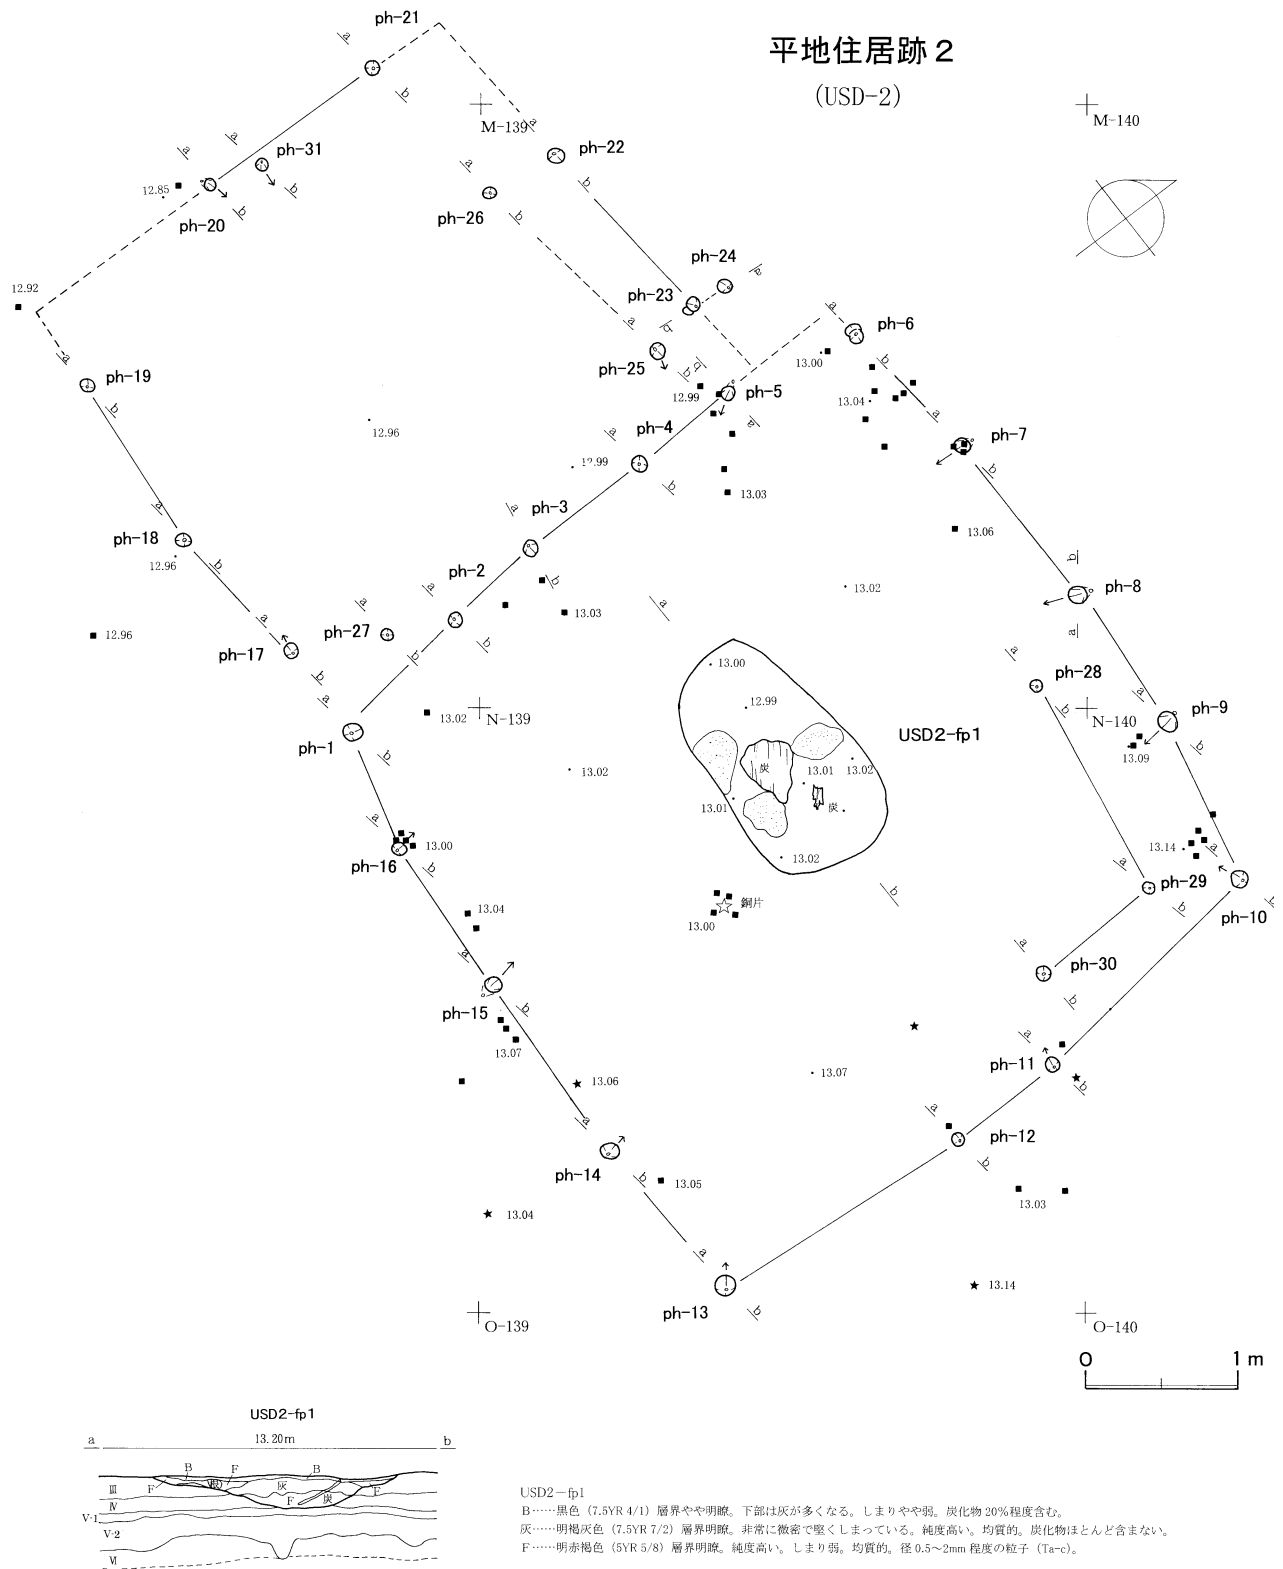 平地住居跡２
(USD-2)
ph-21
M-139
M-140
ph-31
ph-22
12.85
ph-20
ph-26
ph-24
12.92
ph-23
ph-6
13.00
ph-25
ph-19
12.99
ph-5
13.04
12.96
ph-4
ph-7
12.99
13.03
ph-3
13.06
ph-18
12.96
ph-2
13.02
ph-8
13.03
ph-27
12.96
ph-17
13.00
ph-28
12.99
13.02
N-139
N-140
ph-9
USD2-fp1
ph-1
13.09
13.02
炭
13.01
13.02
13.01
炭
ph-16
13.00
13.02
13.14
ph-29
銅片
13.04
13.00
ph-10
ph-30
ph-15
13.07
ph-11
13.06
13.07
ph-12
ph-14
13.05
13.03
13.04
13.14
ph-13
O-139
O-140
0
1 m
USD2-fp1
a
13.20m
b
B
F
B
F
灰
F
F
炭
Ⅲ
Ⅳ
Ⅴ-1
Ⅴ-2
Ⅵ
USD2－fp1
B……黒色（7.5YR 4/1）層界やや明瞭。下部は灰が多くなる。しまりやや弱。炭化物 20％程度含む。
灰……明褐灰色（7.5YR 7/2）層界明瞭。非常に微密で堅くしまっている。純度高い。均質的。炭化物ほとんど含まない。
F……明赤褐色（5YR 5/8）層界明瞭。純度高い。しまり弱。均質的。径 0.5～2mm 程度の粒子（Ta-c）。